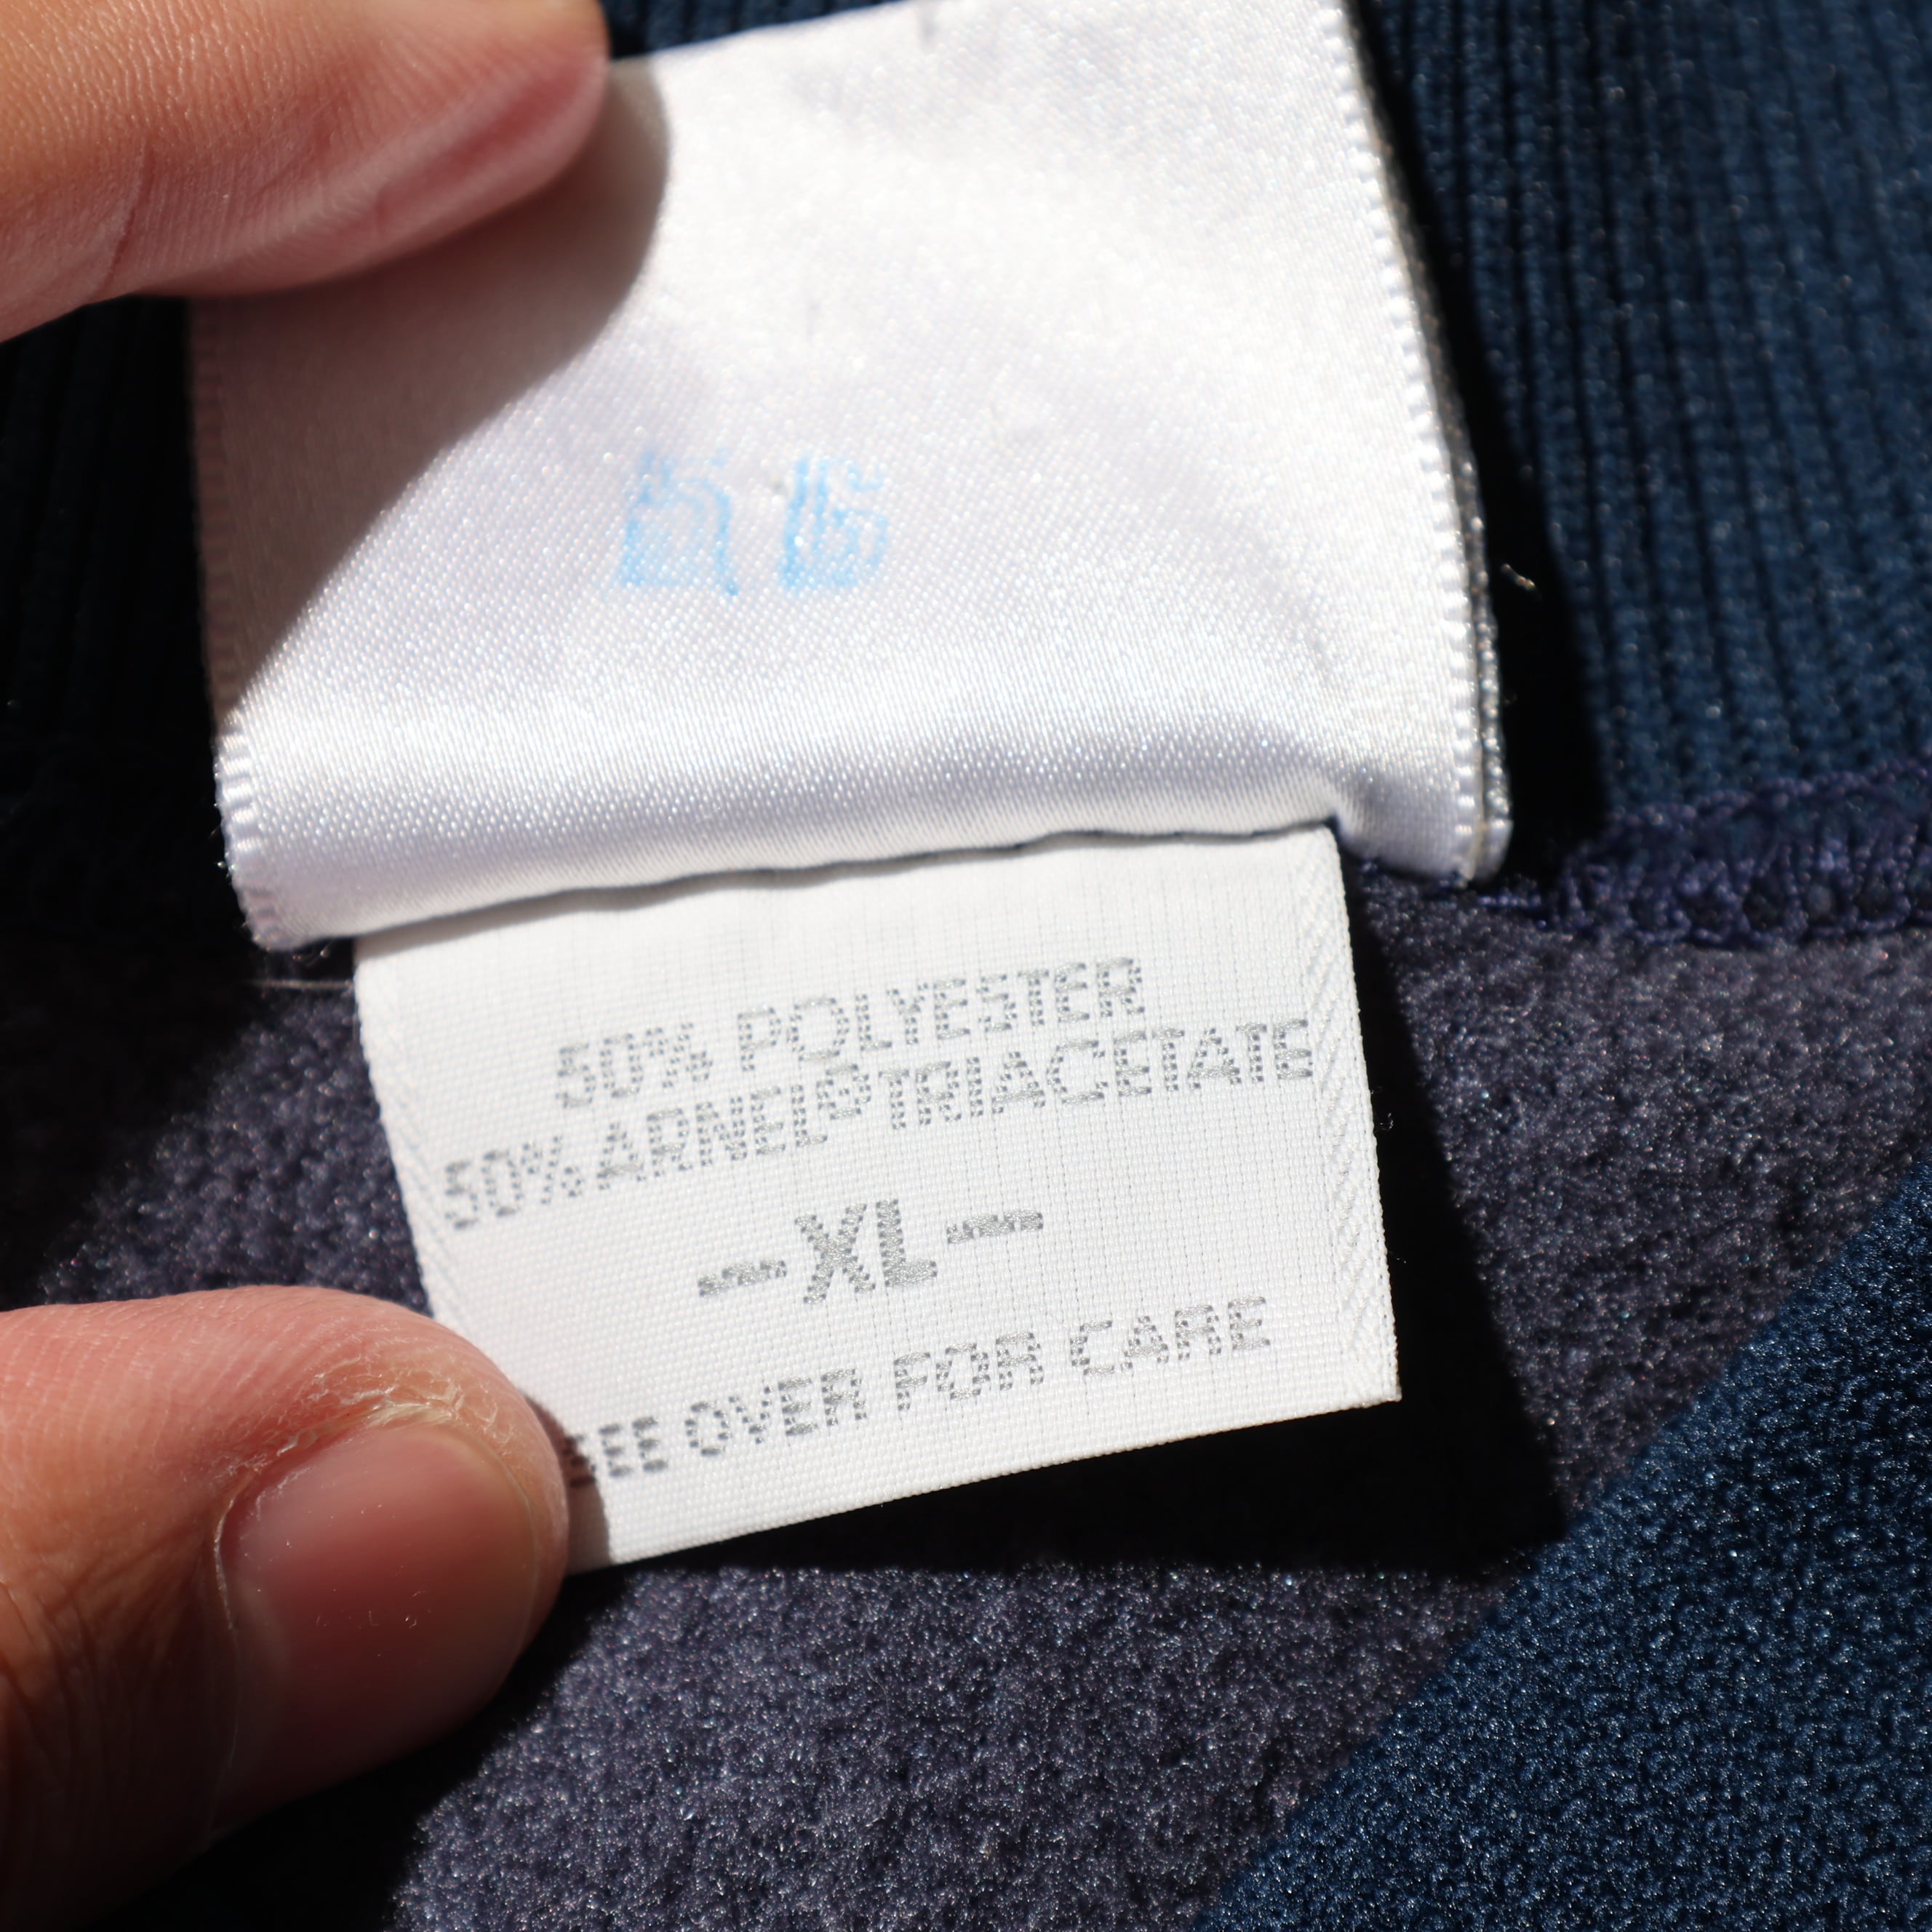 50% POLYESTER
50% ARNEL® TRIACETATE
-XL-
SEE OVER FOR CARE